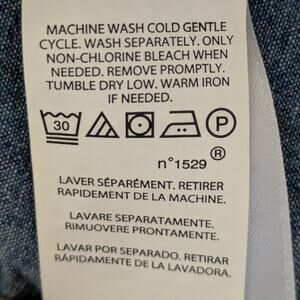 MACHINE WASH COLD GENTLE
CYCLE. WASH SEPARATELY. ONLY
NON-CHLORINE BLEACH WHEN
NEEDED. REMOVE PROMPTLY.
TUMBLE DRY LOW. WARM IRON
IF NEEDED.
30 P
®
n°1529
LAVER SÉPARÉMENT. RETIRER
RAPIDEMENT DE LA MACHINE.
LAVARE SEPARATAMENTE.
RIMUOVERE PRONTAMENTE.
LAVAR POR SEPARADO. RETIRAR
RÁPIDAMENTE DE LA LAVADORA.